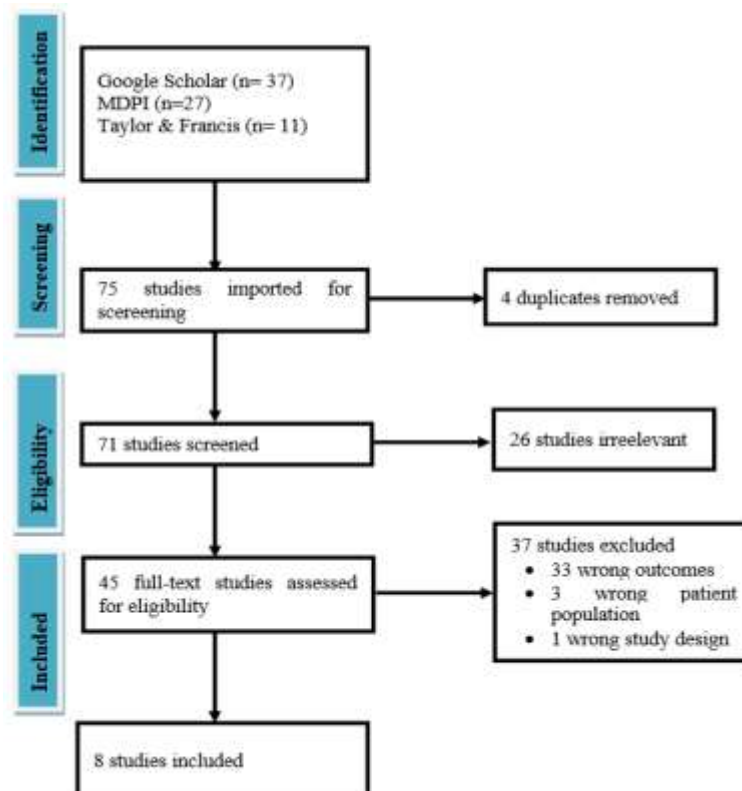 Identification
Google Scholar (n= 37)
MDPI (n=27)
Taylor & Francis (n= 11)
Screening
75 studies imported for
scereening
4 duplicates removed
Eligibility
71 studies screened
26 studies irreelevant
Included
45 full-text studies assessed
for eligibility
37 studies excluded
• 33 wrong outcomes
• 3 wrong patient
population
• 1 wrong study design
8 studies included